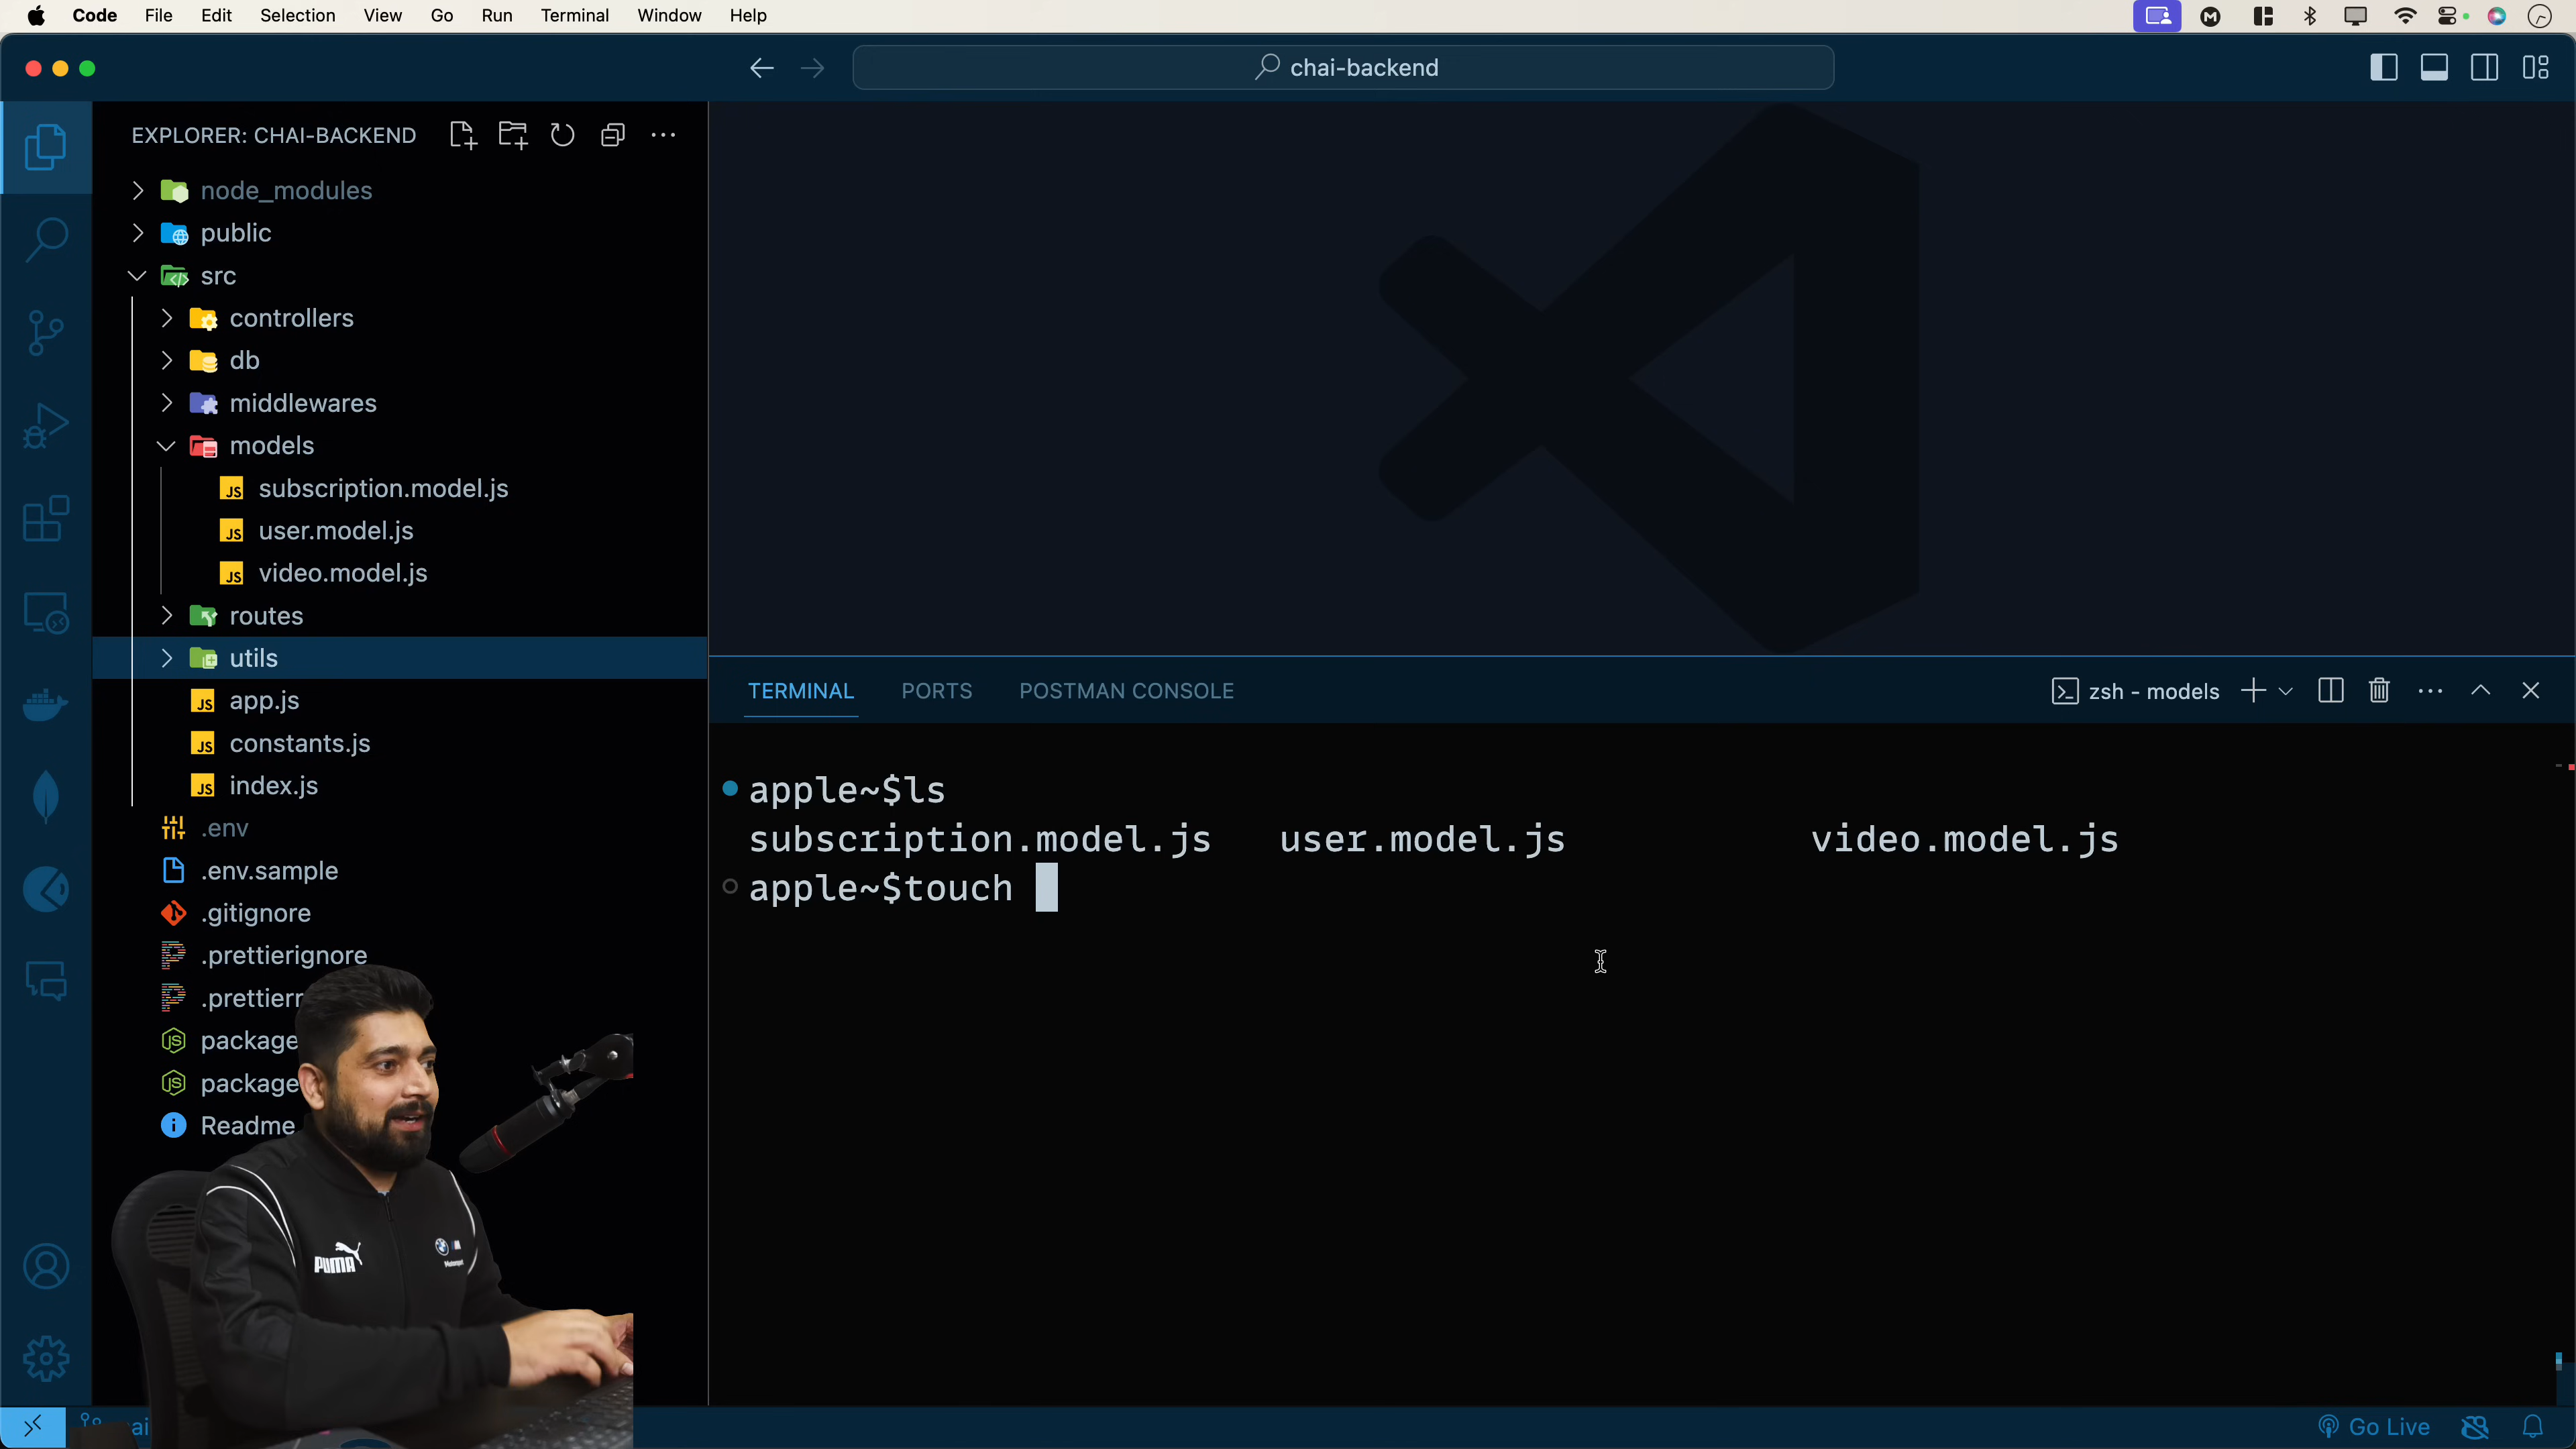 Code File Edit Selection View Go Run Terminal Window Help
chai-backend
EXPLORER: CHAI-BACKEND
node_modules
public
src
controllers
db
middlewares
models
subscription.model.js
user.model.js
video.model.js
routes
utils
app.js
constants.js
index.js
.env
.env.sample
.gitignore
.prettierignore
.prettierr
package
package
Readme
PUMA
TERMINAL PORTS POSTMAN CONSOLE
zsh - models
apple~$ls
subscription.model.js user.model.js video.model.js
apple~$touch
Go Live